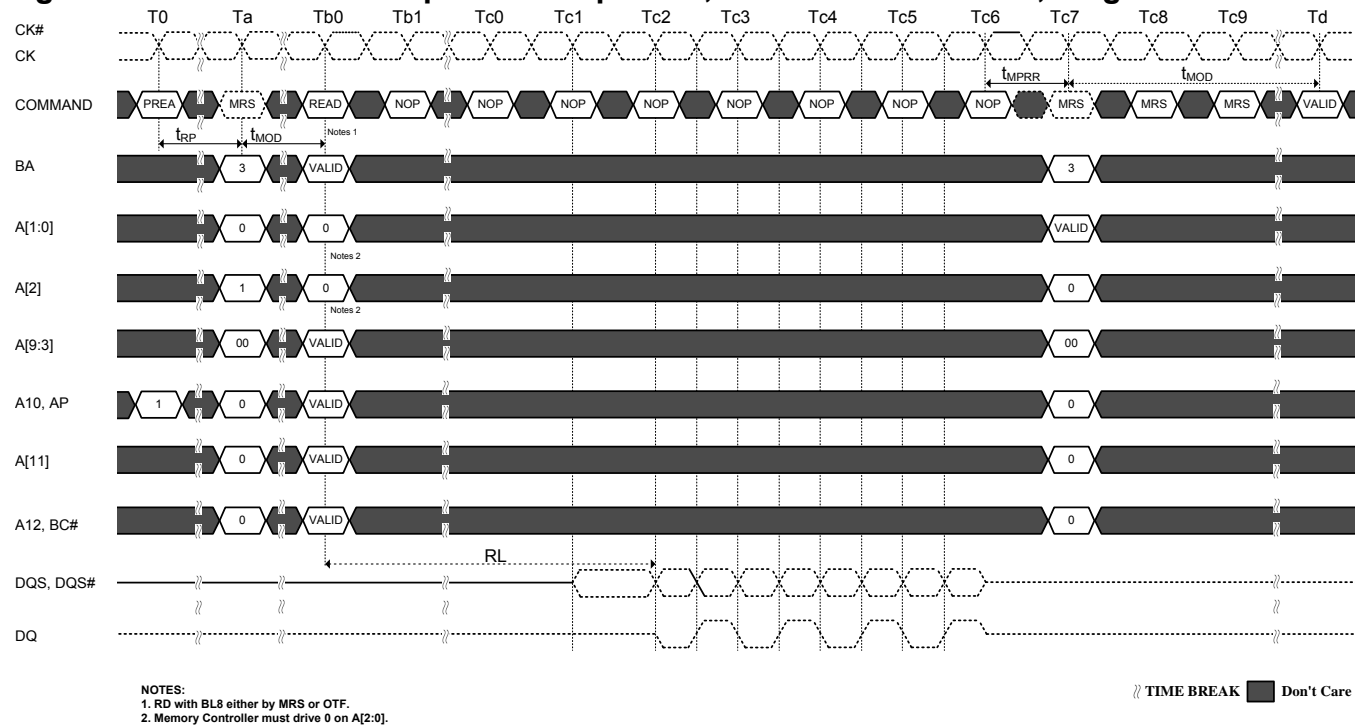 T0 Ta Tb0 Tb1 Tc0 Tc1 Tc2 Tc3 Tc4 Tc5 Tc6 Tc7 Tc8 Tc9 Td
CK#
CK
tMPRR tMOD
COMMAND PREA MRS READ NOP NOP NOP NOP NOP NOP NOP NOP MRS MRS MRS VALID
tRP tMOD Notes 1
BA 3 VALID 3
A[1:0] 0 0 VALID
Notes 2
A[2] 1 0 0
Notes 2
A[9:3] 00 VALID 00
A10, AP 1 0 VALID 0
A[11] 0 VALID 0
A12, BC# 0 VALID 0
RL
DQS, DQS#
DQ
NOTES:
1. RD with BL8 either by MRS or OTF.
2. Memory Controller must drive 0 on A[2:0].
TIME BREAK Don't Care